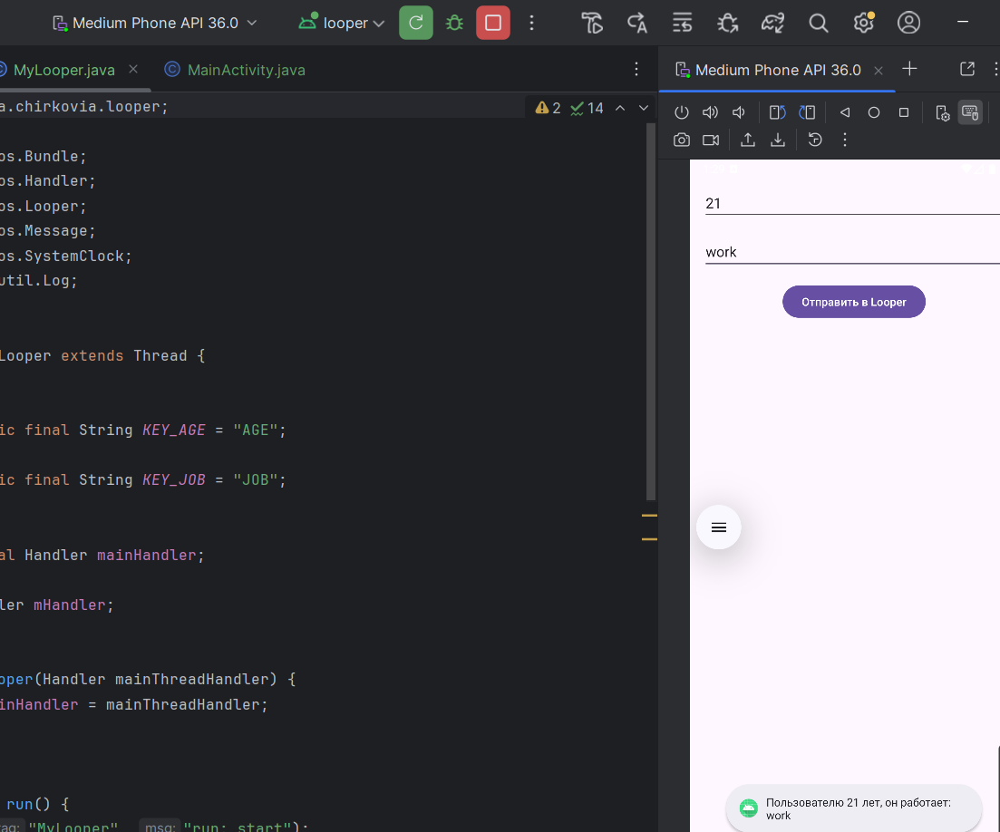 Medium Phone API 36.0
looper
MyLooper.java
MainActivity.java
Medium Phone API 36.0
a.chirkovia.looper;
2
14
os.Bundle;
os.Handler;
os.Looper;
os.Message;
os.SystemClock;
util.Log;
Looper extends Thread {
ic final String KEY_AGE = "AGE";
ic final String KEY_JOB = "JOB";
al Handler mainHandler;
ler mHandler;
oper(Handler mainThreadHandler) {
inHandler = mainThreadHandler;
run() {
tag: "MyLooper", msg: "run: start");
21
work
Отправить в Looper
Пользователю 21 лет, он работает:
work